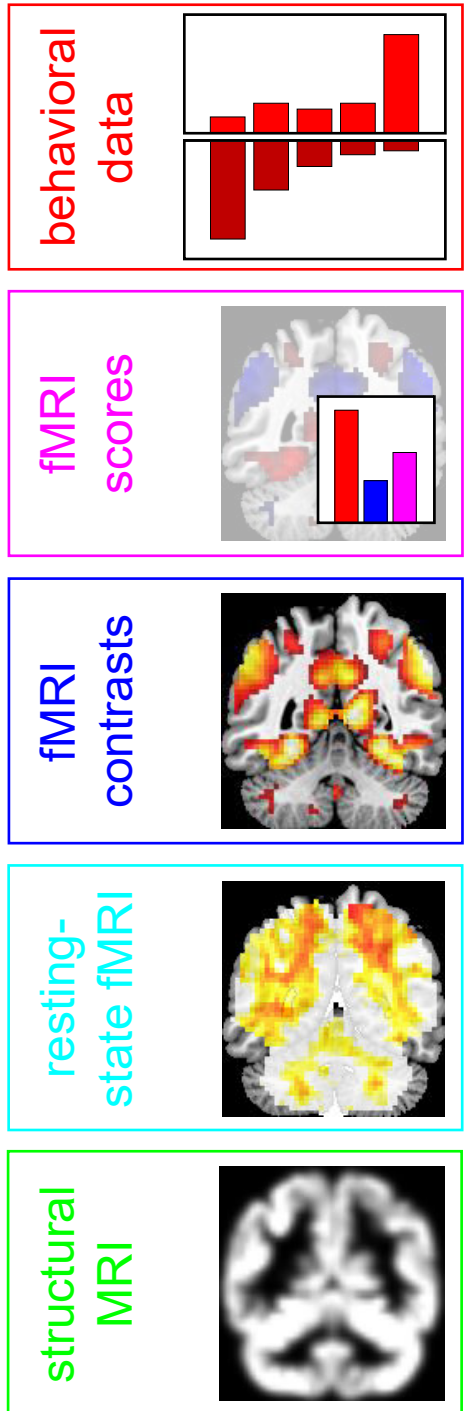 behavioral
data
fMRI
scores
fMRI
contrasts
resting-
state fMRI
structural
MRI